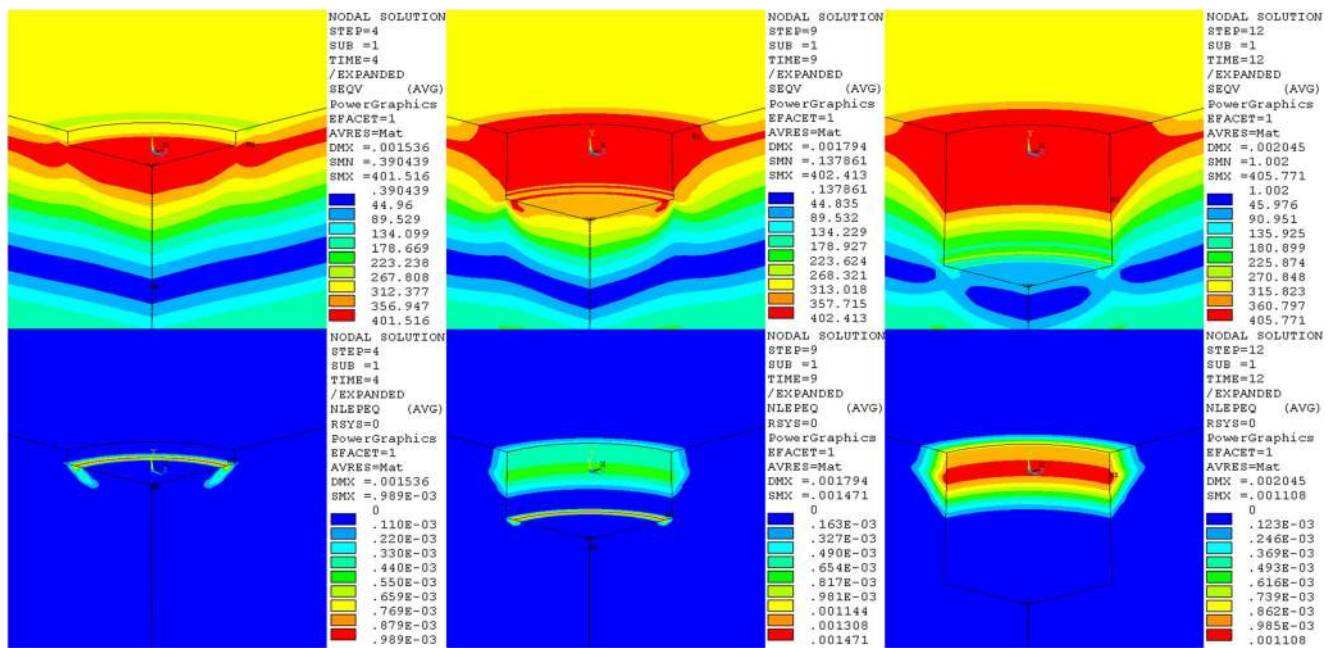 NODAL SOLUTION
STEP=4
SUB =1
TIME=4
/EXPANDED
SEQV (AVG)
PowerGraphics
EFACET=1
AVRES=Mat
DMX =.001536
SMN =.390439
SMX =401.516
.390439
44.96
89.529
134.099
178.669
223.238
267.808
312.377
356.947
401.516
NODAL SOLUTION
STEP=9
SUB =1
TIME=9
/EXPANDED
SEQV (AVG)
PowerGraphics
EFACET=1
AVRES=Mat
DMX =.001794
SMN =.137861
SMX =402.413
.137861
44.835
89.532
134.229
178.927
223.624
268.321
313.018
357.715
402.413
NODAL SOLUTION
STEP=12
SUB =1
TIME=12
/EXPANDED
SEQV (AVG)
PowerGraphics
EFACET=1
AVRES=Mat
DMX =.002045
SMN =1.002
SMX =405.771
1.002
45.976
90.951
135.925
180.899
225.874
270.848
315.823
360.797
405.771
NODAL SOLUTION
STEP=4
SUB =1
TIME=4
/EXPANDED
NLEPEQ (AVG)
RSYS=0
PowerGraphics
EFACET=1
AVRES=Mat
DMX =.001536
SMX =.989E-03
0
.110E-03
.220E-03
.330E-03
.440E-03
.550E-03
.659E-03
.769E-03
.879E-03
.989E-03
NODAL SOLUTION
STEP=9
SUB =1
TIME=9
/EXPANDED
NLEPEQ (AVG)
RSYS=0
PowerGraphics
EFACET=1
AVRES=Mat
DMX =.001794
SMX =.001471
0
.163E-03
.327E-03
.490E-03
.654E-03
.817E-03
.981E-03
.001144
.001308
.001471
NODAL SOLUTION
STEP=12
SUB =1
TIME=12
/EXPANDED
NLEPEQ (AVG)
RSYS=0
PowerGraphics
EFACET=1
AVRES=Mat
DMX =.002045
SMX =.001108
0
.123E-03
.246E-03
.369E-03
.493E-03
.616E-03
.739E-03
.862E-03
.985E-03
.001108